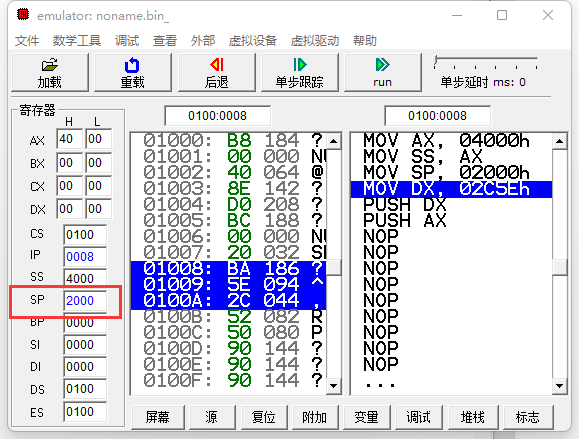 emulator: noname.bin_
文件 数学工具 调试 查看 外部 虚拟设备 虚拟驱动 帮助
加载 重载 后退 单步跟踪 run 单步延时 ms: 0
寄存器
H L
AX 40 00
BX 00 00
CX 00 00
DX 00 00
CS 0100
IP 0008
SS 4000
SP 2000
BP 0000
SI 0000
DI 0000
DS 0100
ES 0100
0100:0008
01000: B8 184 ?
01001: 00 000 NU
01002: 40 064 @
01003: 8E 142 ?
01004: D0 208 ?
01005: BC 188 ?
01006: 00 000 NU
01007: 20 032 SP
01008: BA 186 ?
01009: 5E 094 ^
0100A: 2C 044 ,
0100B: 52 082 R
0100C: 50 080 P
0100D: 90 144 ?
0100E: 90 144 ?
0100F: 90 144 ?
0100:0008
MOV AX, 04000h
MOV SS, AX
MOV SP, 02000h
MOV DX, 02C5Eh
PUSH DX
PUSH AX
NOP
NOP
NOP
NOP
NOP
NOP
NOP
NOP
NOP
...
屏幕 源 复位 附加 变量 调试 堆栈 标志